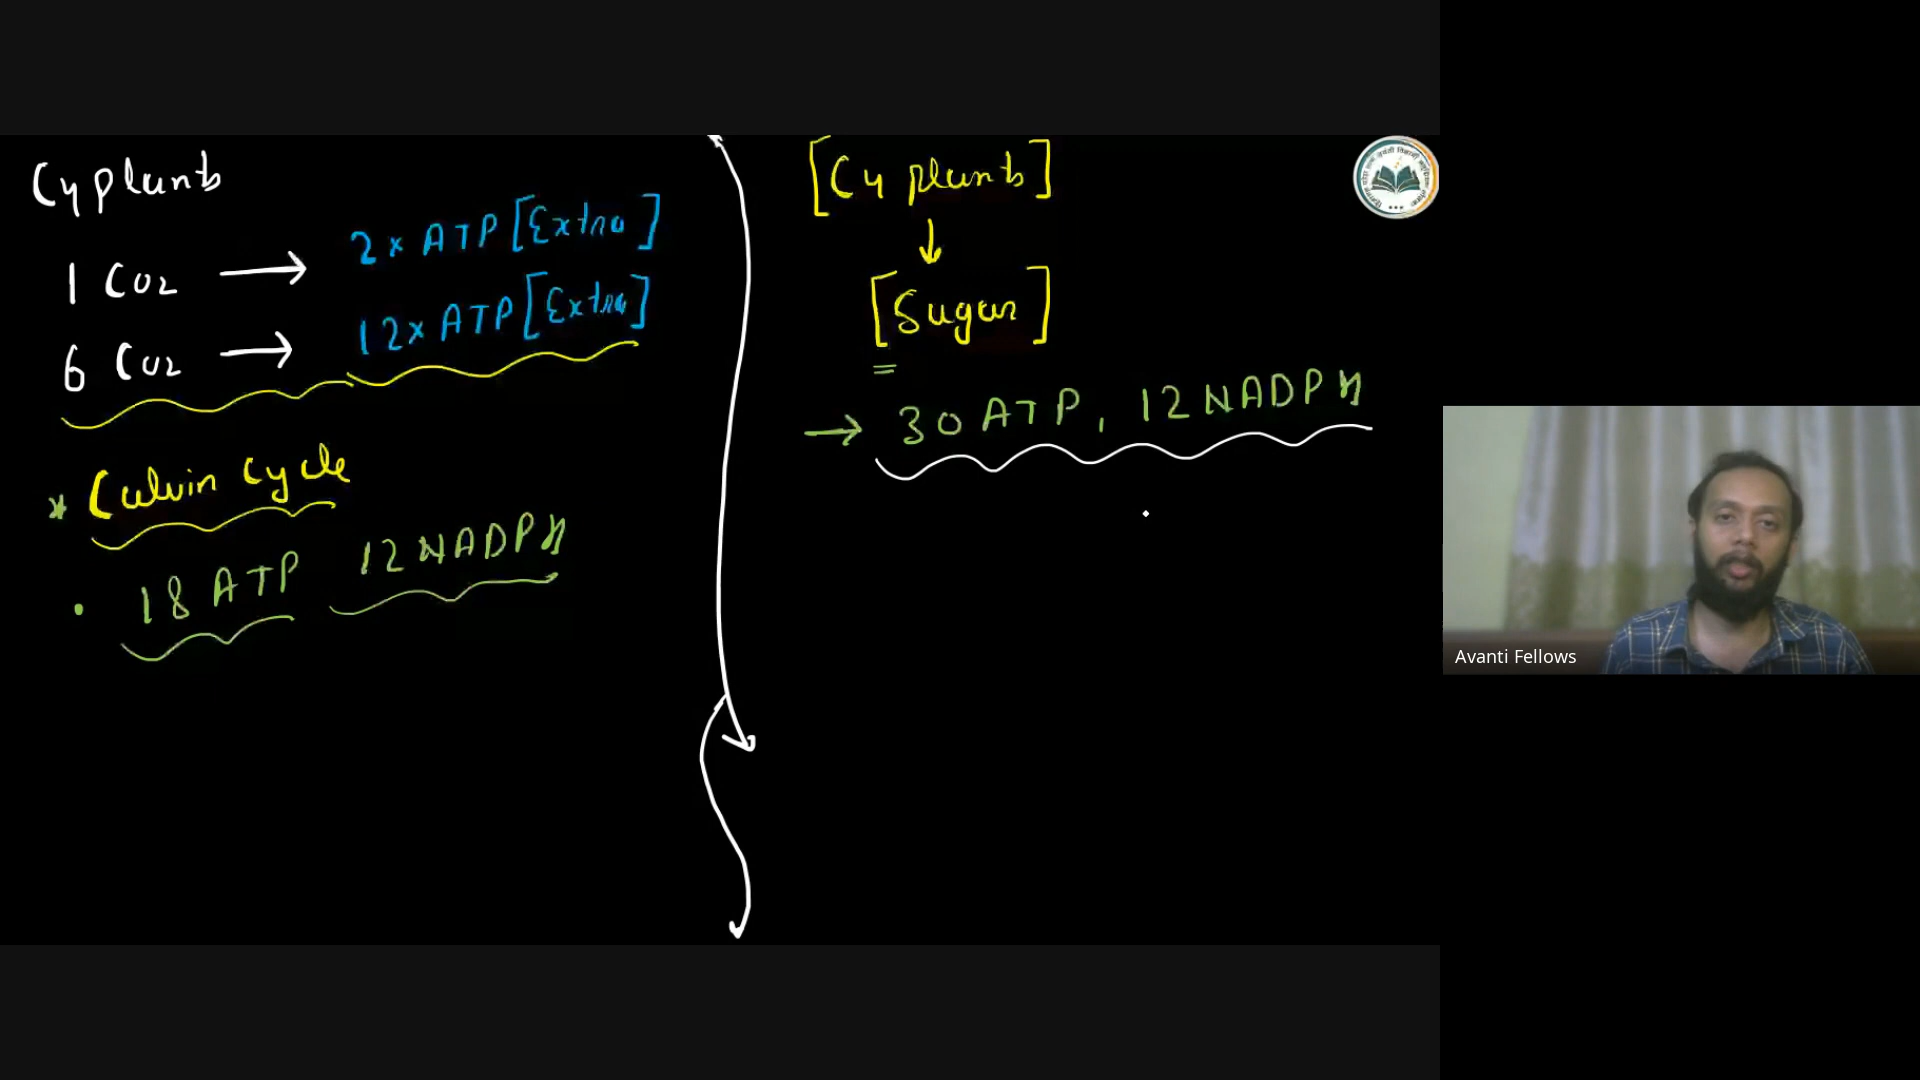 C4 plants
1 CO2 → 2 x ATP [Extra]
6 CO2 → 12 x ATP [Extra]
* Calvin cycle
• 18 ATP 12 NADPH
[C4 plants]
↓
[Sugar]
=
→ 30 ATP, 12 NADPH
Avanti Fellows